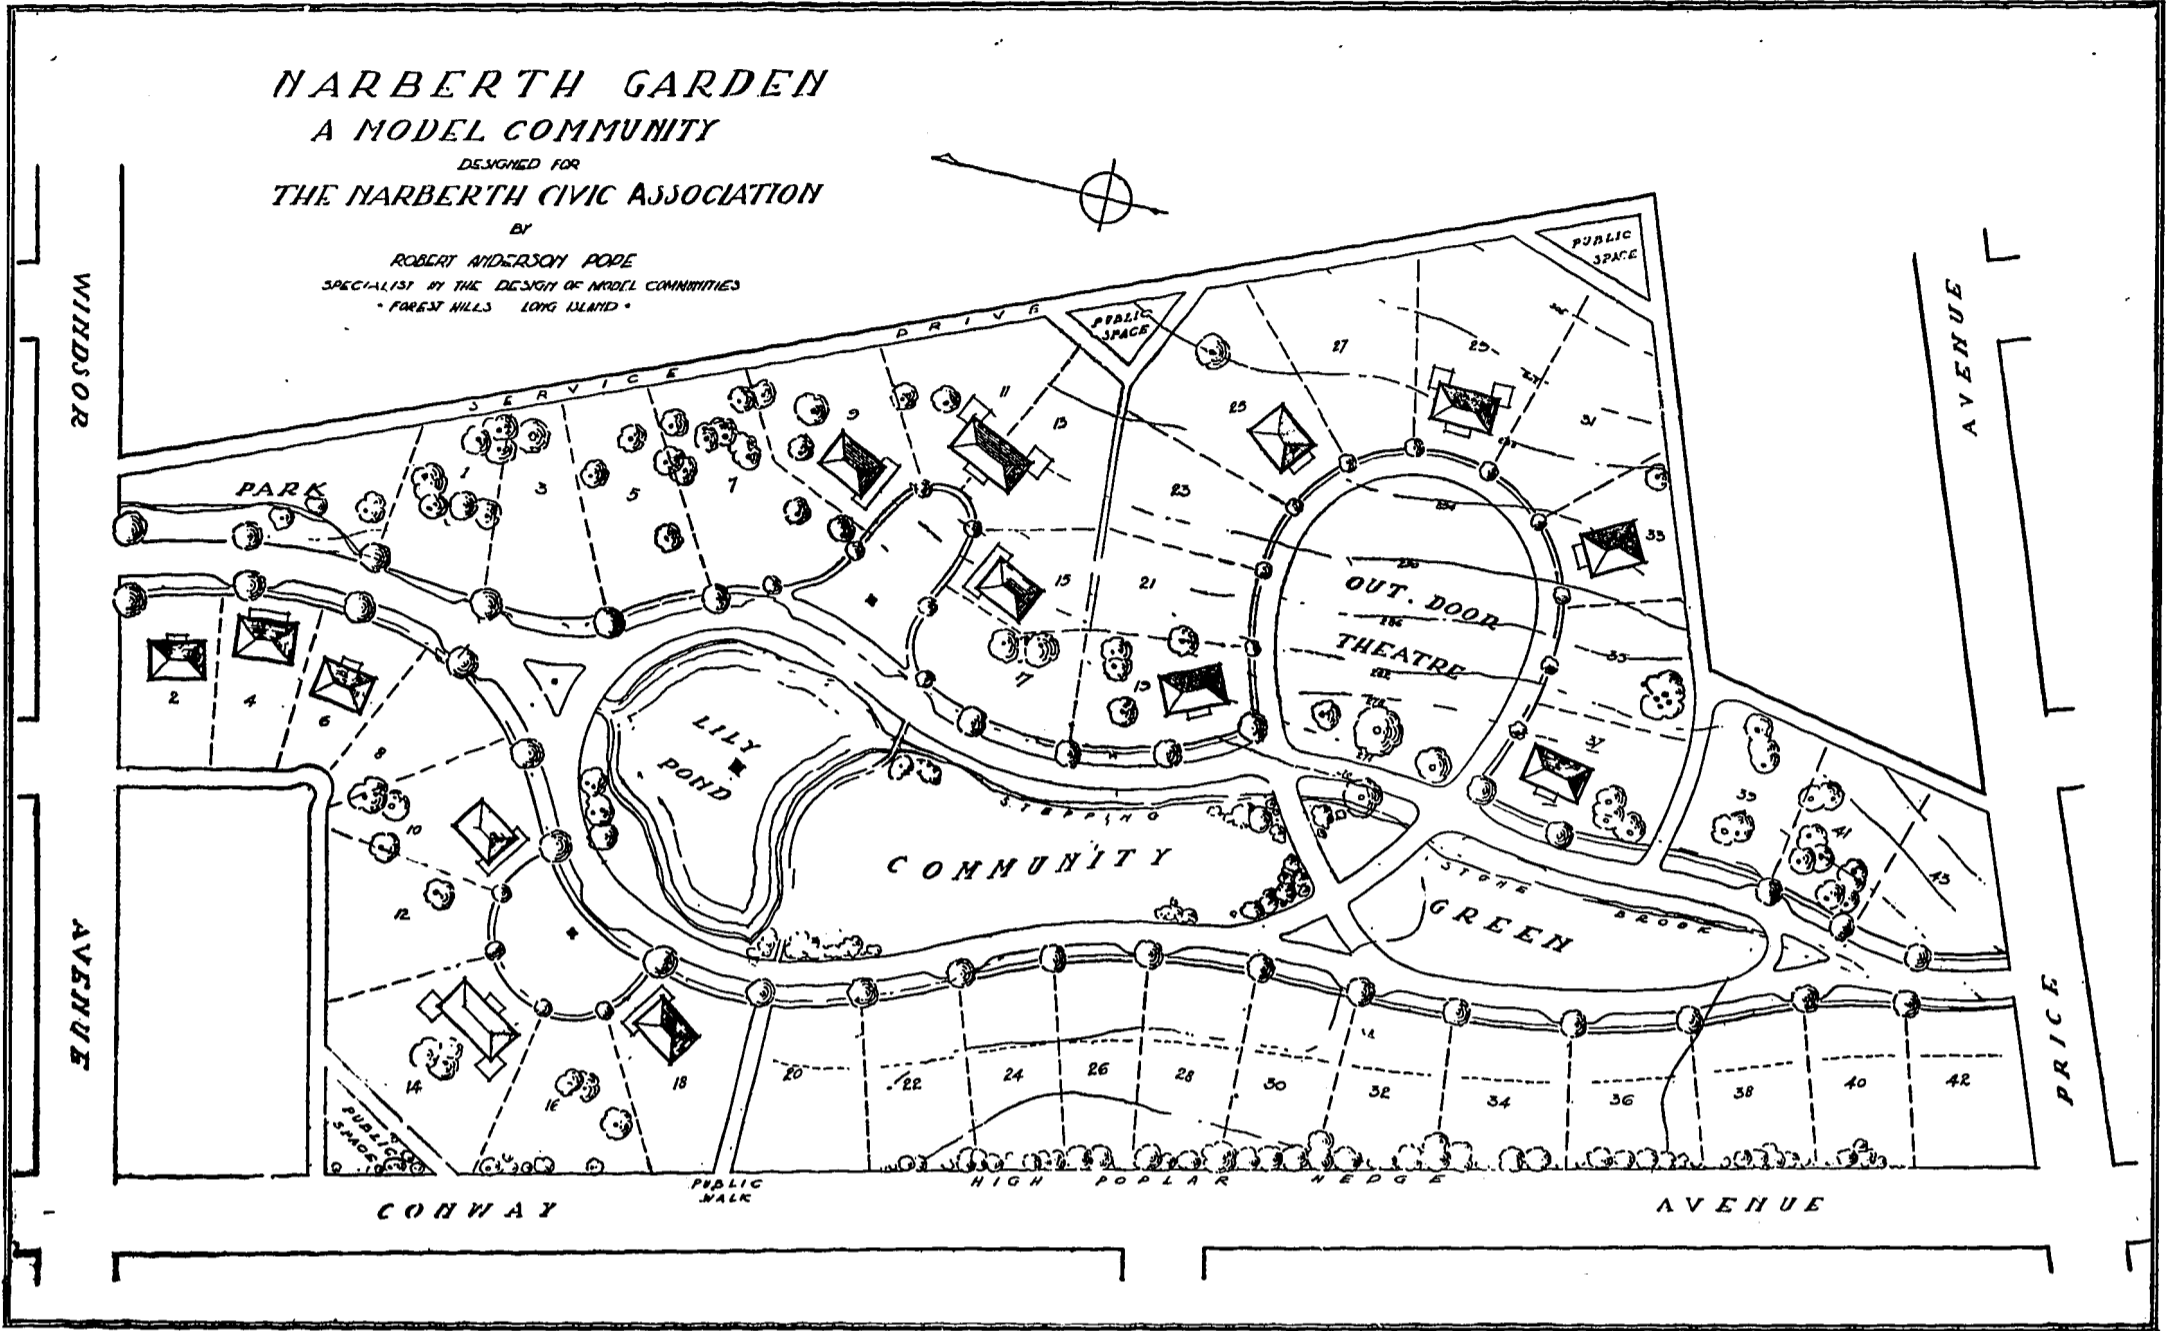 NARBERTH GARDEN
A MODEL COMMUNITY
DESIGNED FOR
THE NARBERTH CIVIC ASSOCIATION
BY
ROBERT ANDERSON POPE
SPECIALIST IN THE DESIGN OF MODEL COMMUNITIES
• FOREST HILLS LONG ISLAND •
WINDSOR
AVENUE
SERVICE DRIVE
PUBLIC
SPACE
PUBLIC
SPACE
AVENUE
PRICE
PARK
1
3
5
7
9
11
13
15
17
19
21
23
25
27
29
31
33
35
37
39
41
43
OUT. DOOR
THEATRE
234
230
LILY
POND
STEPPING
STONE
BROOK
COMMUNITY
GREEN
2
4
6
8
10
12
14
16
18
20
22
24
26
28
30
32
34
36
38
40
42
PUBLIC
SPACE
PUBLIC
WALK
HIGH POPLAR HEDGE
CONWAY
AVENUE